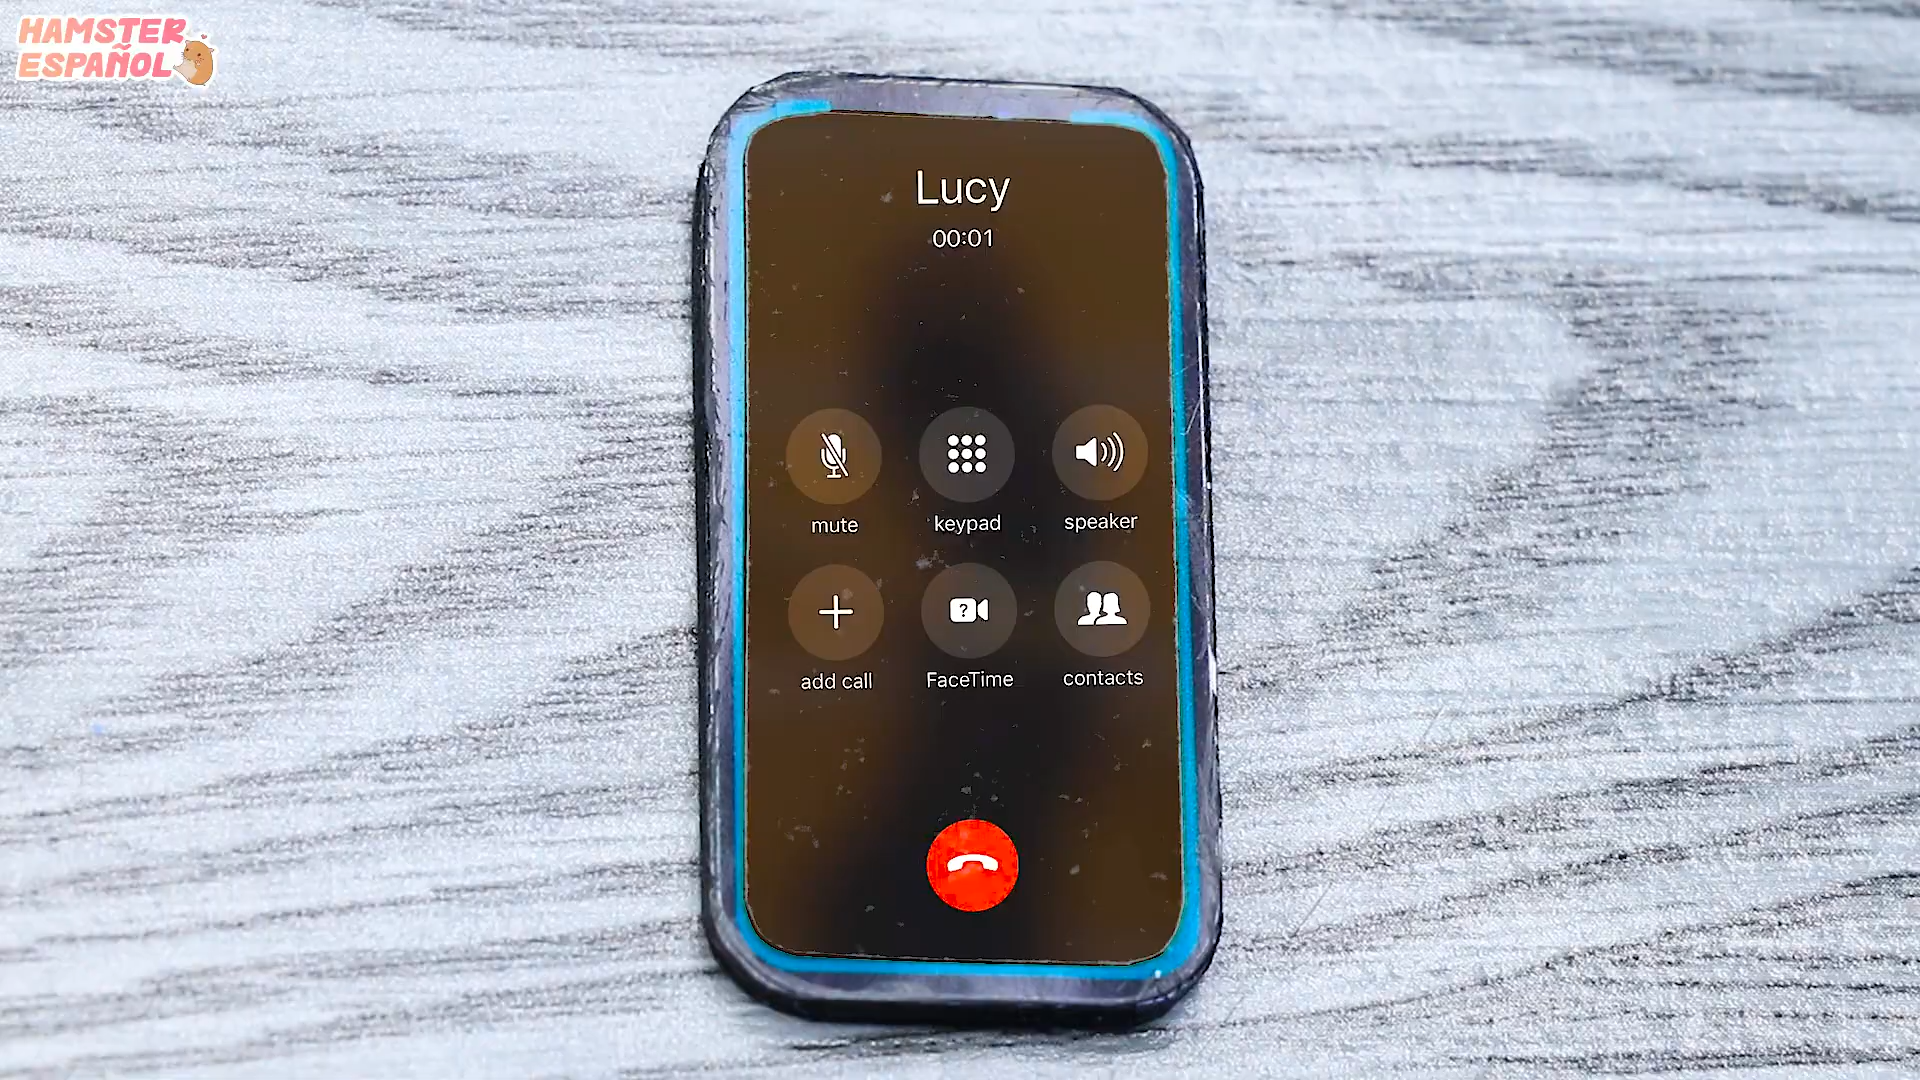 HAMSTER
ESPAÑOL
Lucy
00:01
mute
keypad
speaker
?
add call
FaceTime
contacts